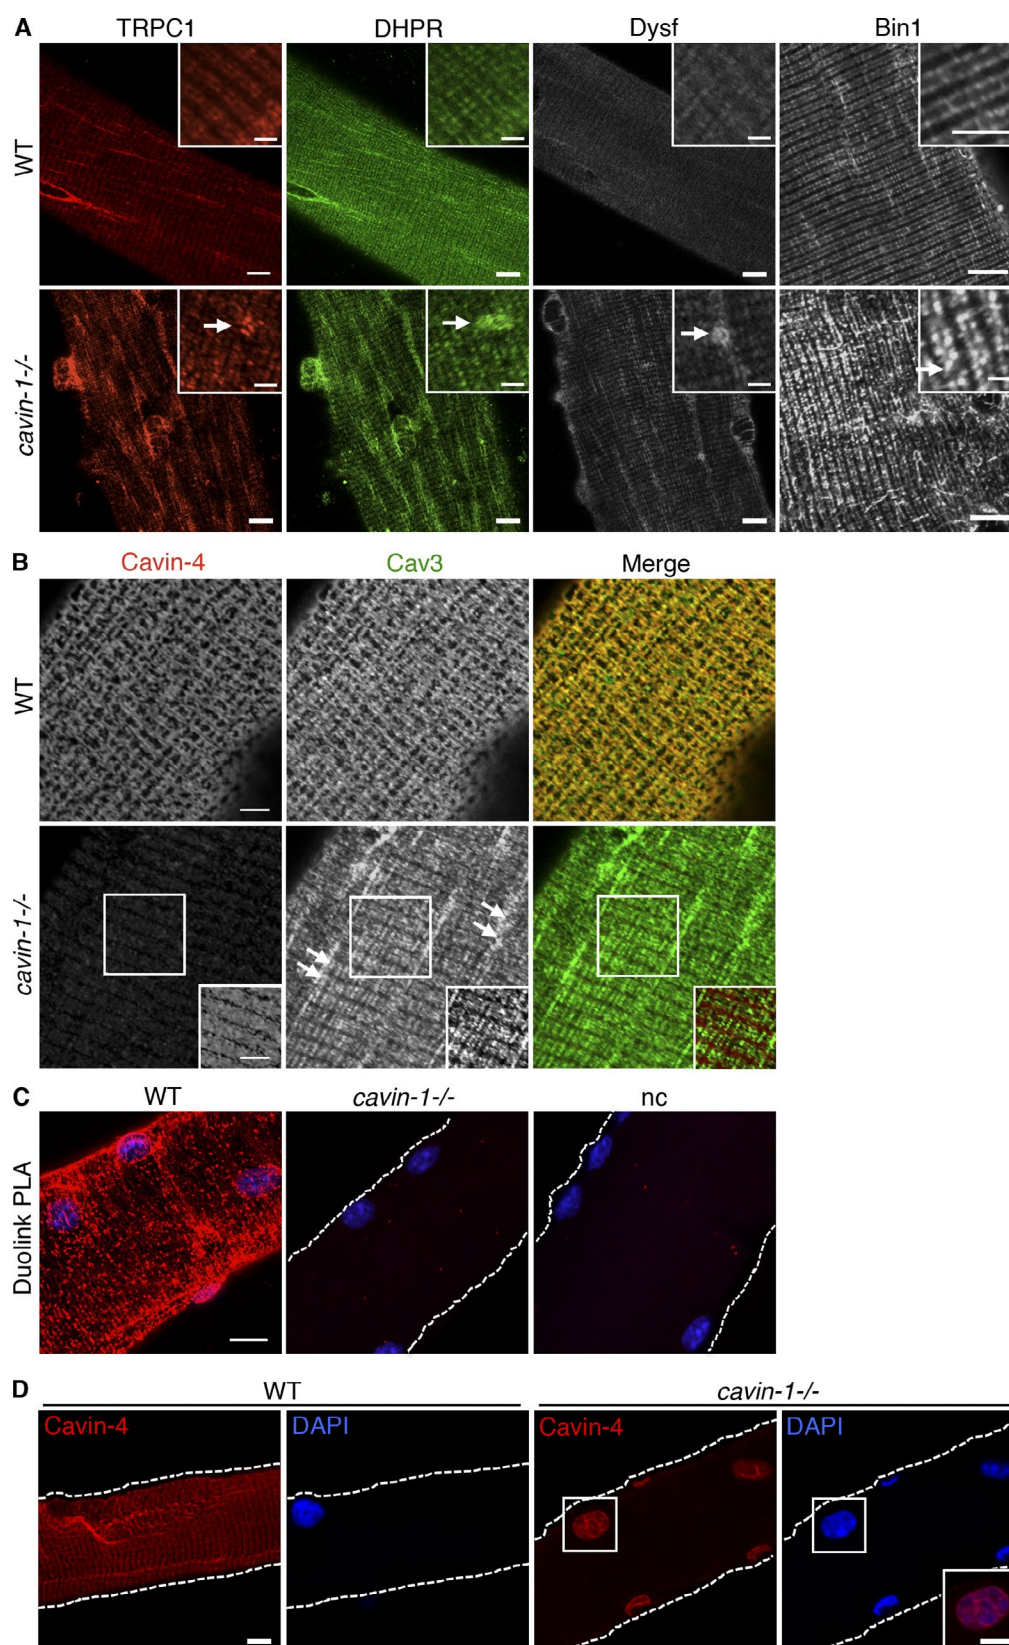 A
TRPC1 DHPR Dysf Bin1
WT
cavin-1-/-
B
Cavin-4 Cav3 Merge
WT
cavin-1-/-
C
WT cavin-1-/- nc
Duolink PLA
D
WT cavin-1-/-
Cavin-4 DAPI Cavin-4 DAPI